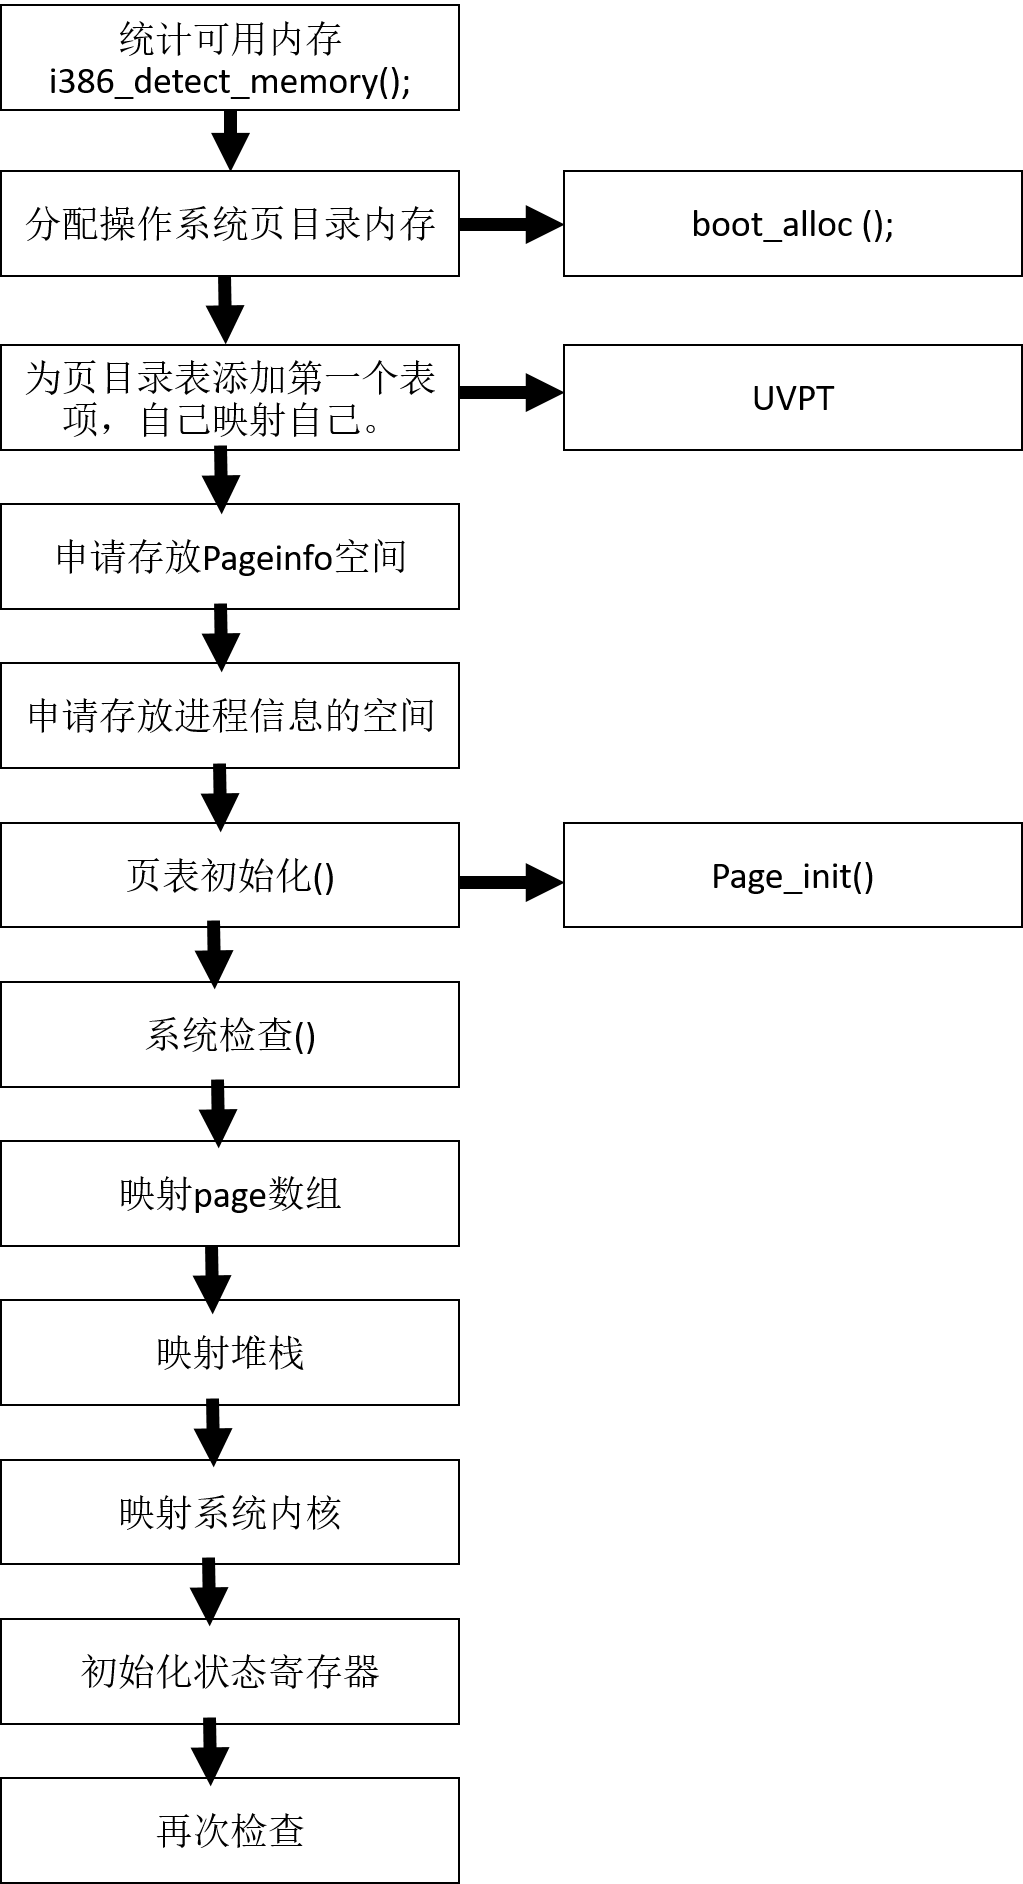 统计可用内存
i386_detect_memory();
分配操作系统页目录内存
boot_alloc ();
为页目录表添加第一个表
项，自己映射自己。
UVPT
申请存放Pageinfo空间
申请存放进程信息的空间
页表初始化()
Page_init()
系统检查()
映射page数组
映射堆栈
映射系统内核
初始化状态寄存器
再次检查